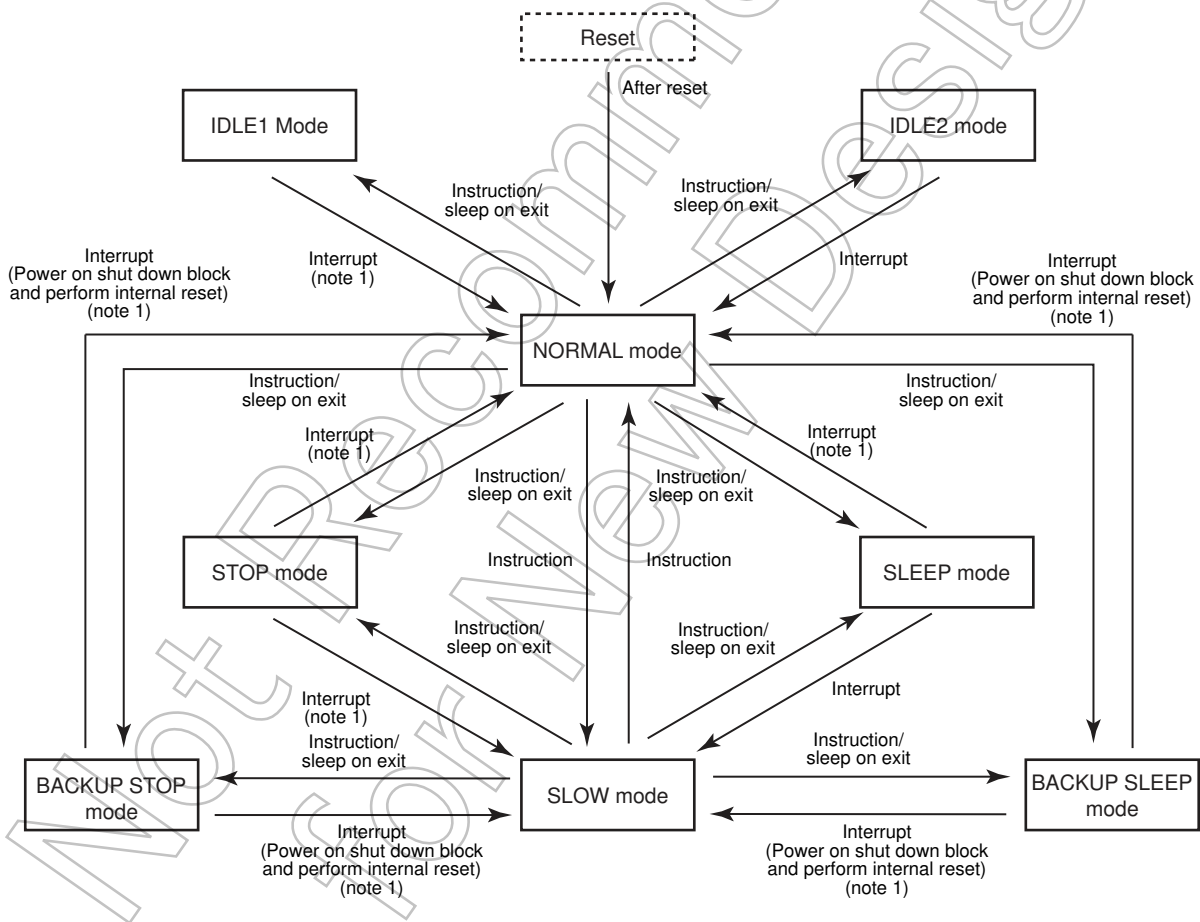 Reset
After reset
IDLE1 Mode
IDLE2 mode
Instruction/
sleep on exit
Instruction/
sleep on exit
Interrupt
(note 1)
Interrupt
Interrupt
(Power on shut down block
and perform internal reset)
(note 1)
Interrupt
(Power on shut down block
and perform internal reset)
(note 1)
NORMAL mode
Instruction/
sleep on exit
Instruction/
sleep on exit
Interrupt
(note 1)
Interrupt
(note 1)
Instruction/
sleep on exit
Instruction/
sleep on exit
STOP mode
Instruction
Instruction
SLEEP mode
Instruction/
sleep on exit
Instruction/
sleep on exit
Interrupt
(note 1)
Interrupt
Instruction/
sleep on exit
Instruction/
sleep on exit
BACKUP STOP
mode
SLOW mode
BACKUP SLEEP
mode
Interrupt
(Power on shut down block
and perform internal reset)
(note 1)
Interrupt
(Power on shut down block
and perform internal reset)
(note 1)
Not Recomme
for New Desig